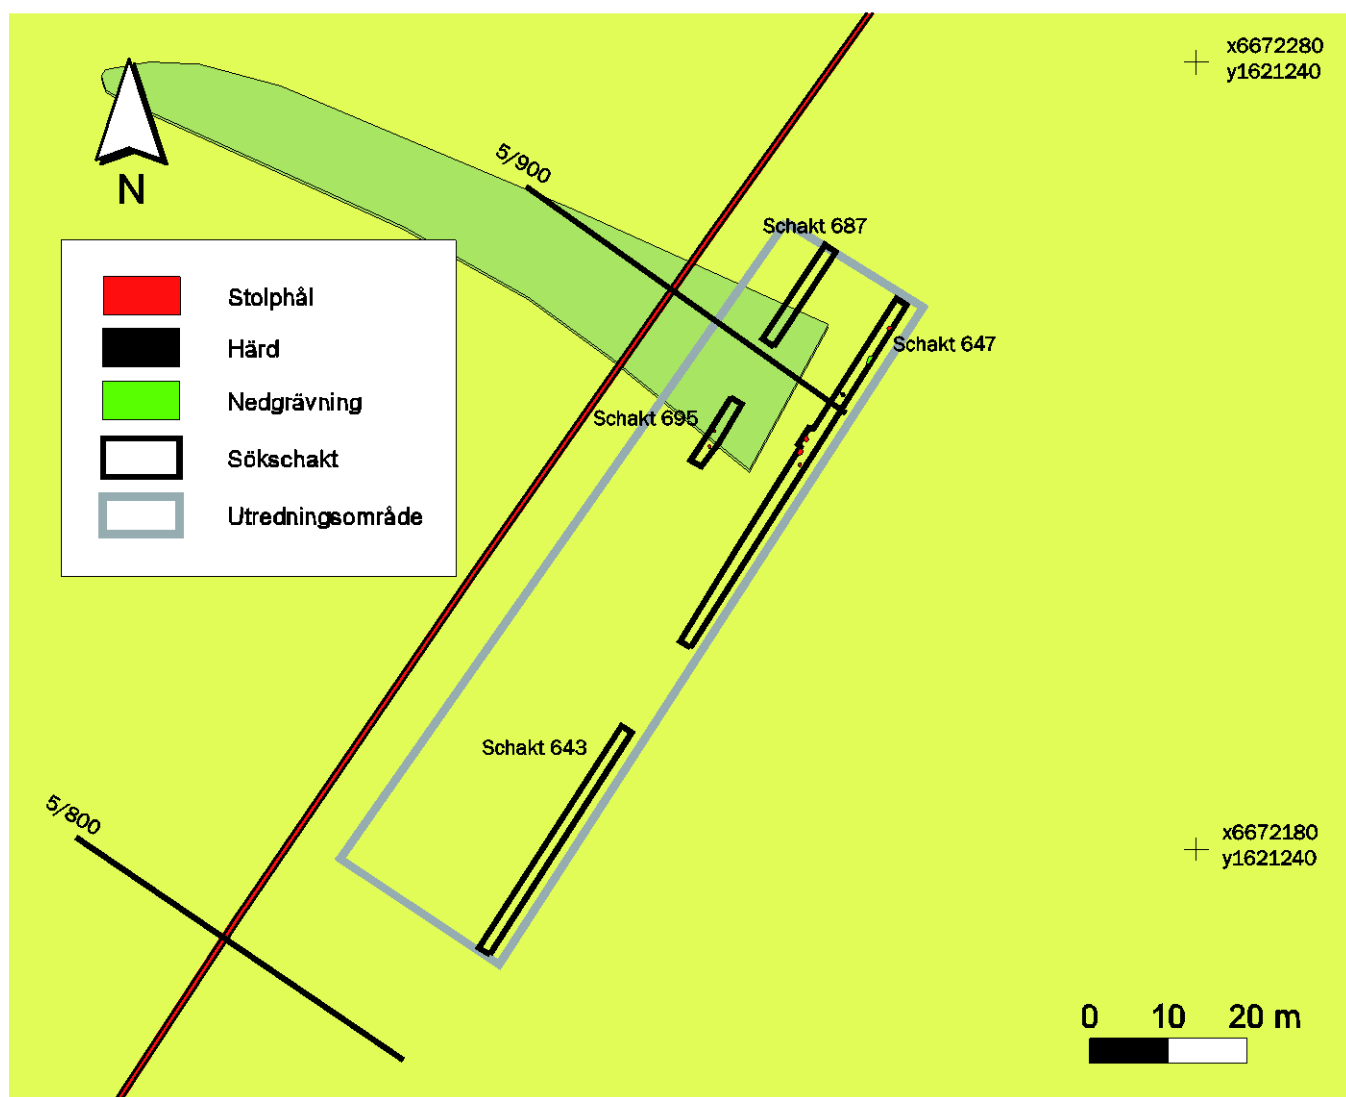 x6672280
y1621240
5/900
N
Schakt 687
Stolphål
Härd
Nedgrävning
Sökschakt
Utredningsområde
Schakt 647
Schakt 695
Schakt 643
5/800
x6672180
y1621240
0 10 20 m